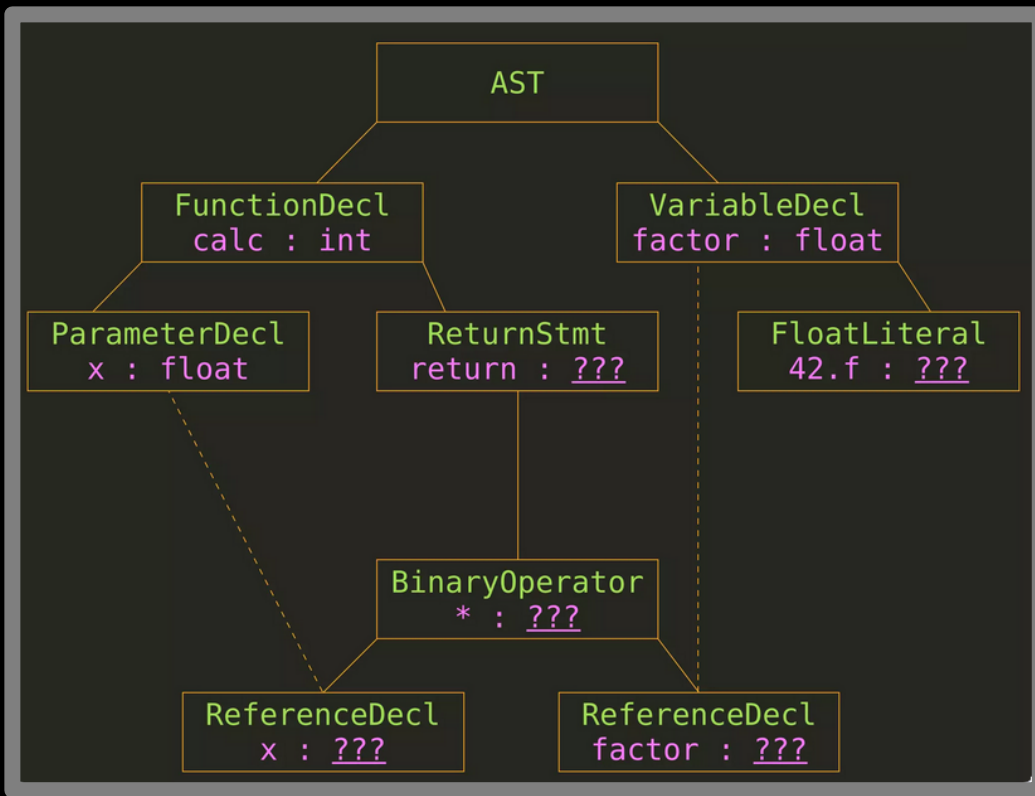 AST
FunctionDecl
calc : int
VariableDecl
factor : float
ParameterDecl
x : float
ReturnStmt
return : ???
FloatLiteral
42.f : ???
BinaryOperator
* : ???
ReferenceDecl
x : ???
ReferenceDecl
factor : ???